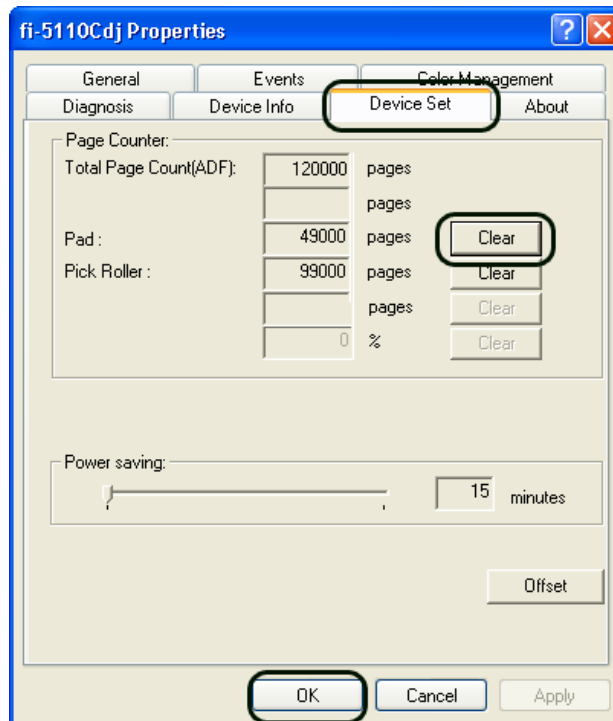 fi-5110Cdj Properties
General Events Color Management
Diagnosis Device Info Device Set About
Page Counter:
Total Page Count(ADF): 120000 pages
pages
Pad : 49000 pages Clear
Pick Roller : 99000 pages Clear
pages Clear
0 % Clear
Power saving:
15 minutes
Offset
OK Cancel Apply